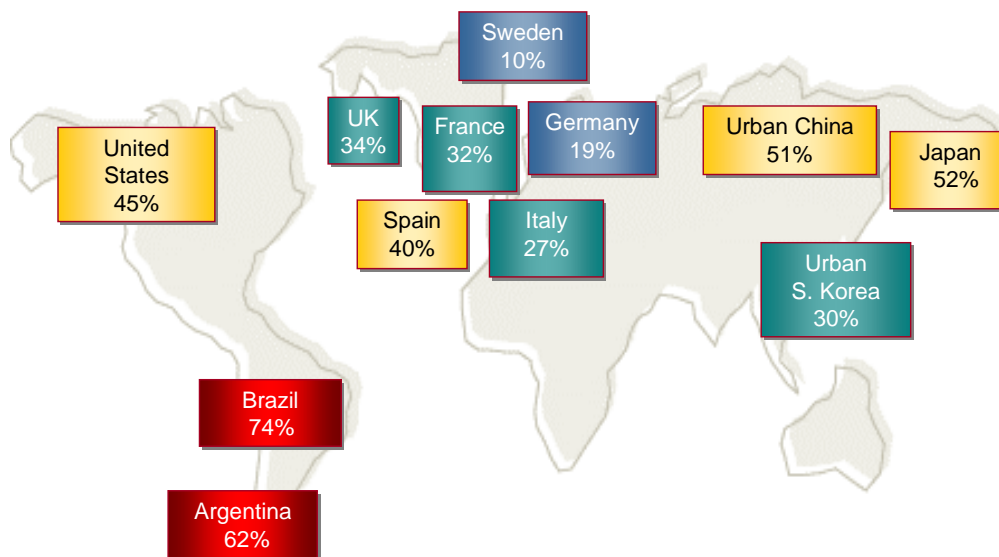 Sweden
10%
UK
34%
France
32%
Germany
19%
Urban China
51%
Japan
52%
United
States
45%
Spain
40%
Italy
27%
Urban
S. Korea
30%
Brazil
74%
Argentina
62%